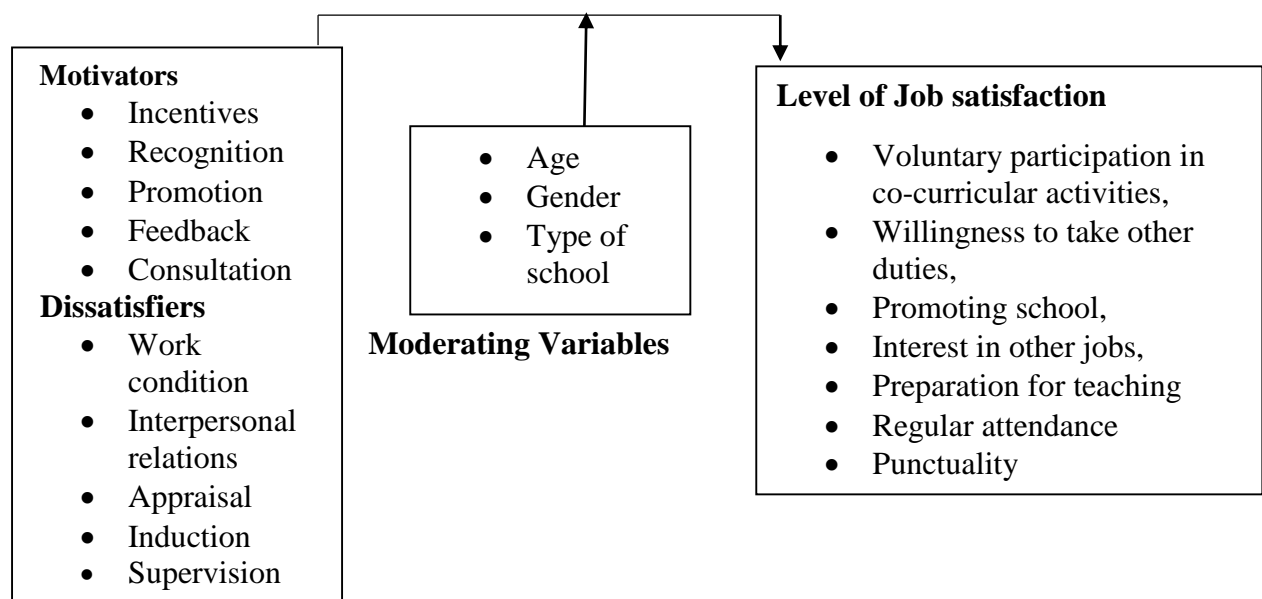 Motivators
• Incentives
• Recognition
• Promotion
• Feedback
• Consultation
Dissatisfiers
• Work
condition
• Interpersonal
relations
• Appraisal
• Induction
• Supervision
• Age
• Gender
• Type of
school
Moderating Variables
Level of Job satisfaction
• Voluntary participation in
co-curricular activities,
• Willingness to take other
duties,
• Promoting school,
• Interest in other jobs,
• Preparation for teaching
• Regular attendance
• Punctuality